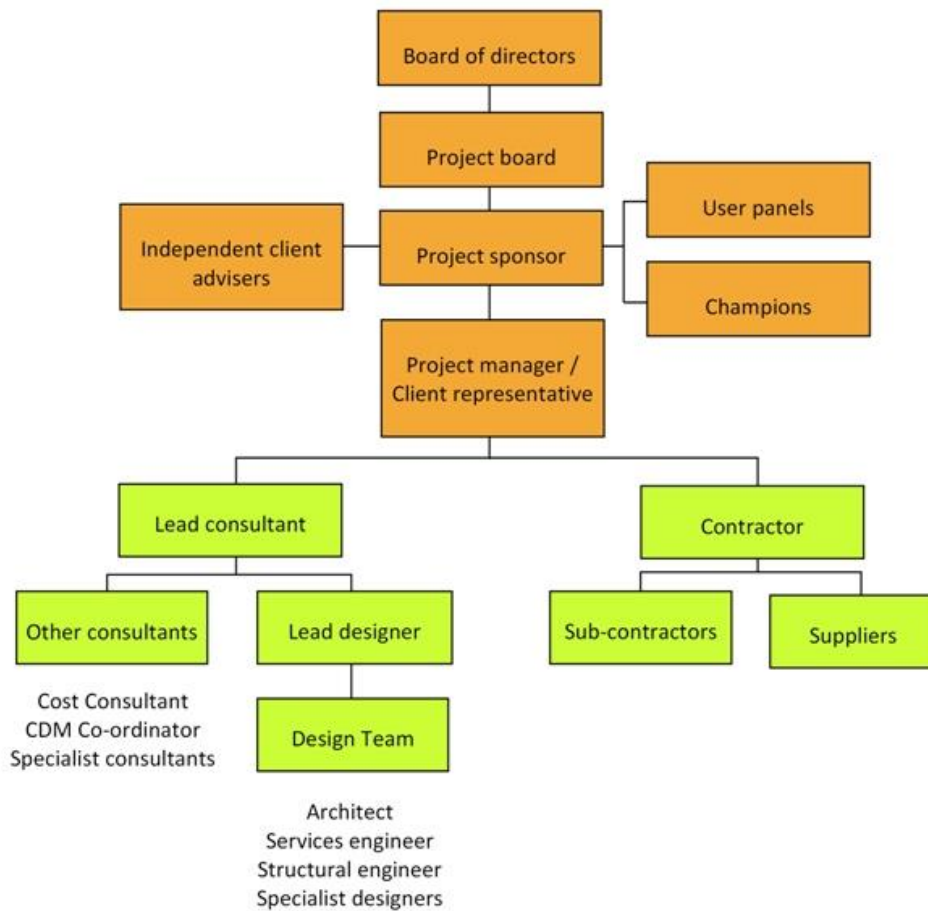 Board of directors
Project board
User panels
Independent client
advisers
Project sponsor
Champions
Project manager /
Client representative
Lead consultant
Contractor
Other consultants
Lead designer
Sub-contractors
Suppliers
Cost Consultant
CDM Co-ordinator
Specialist consultants
Design Team
Architect
Services engineer
Structural engineer
Specialist designers